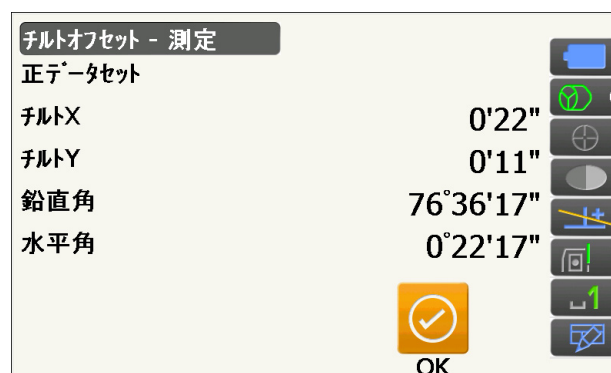 チルトオフセット - 測定
正データセット
チルトX 0'22"
チルトY 0'11"
鉛直角 76°36'17"
水平角 0°22'17"
1
OK